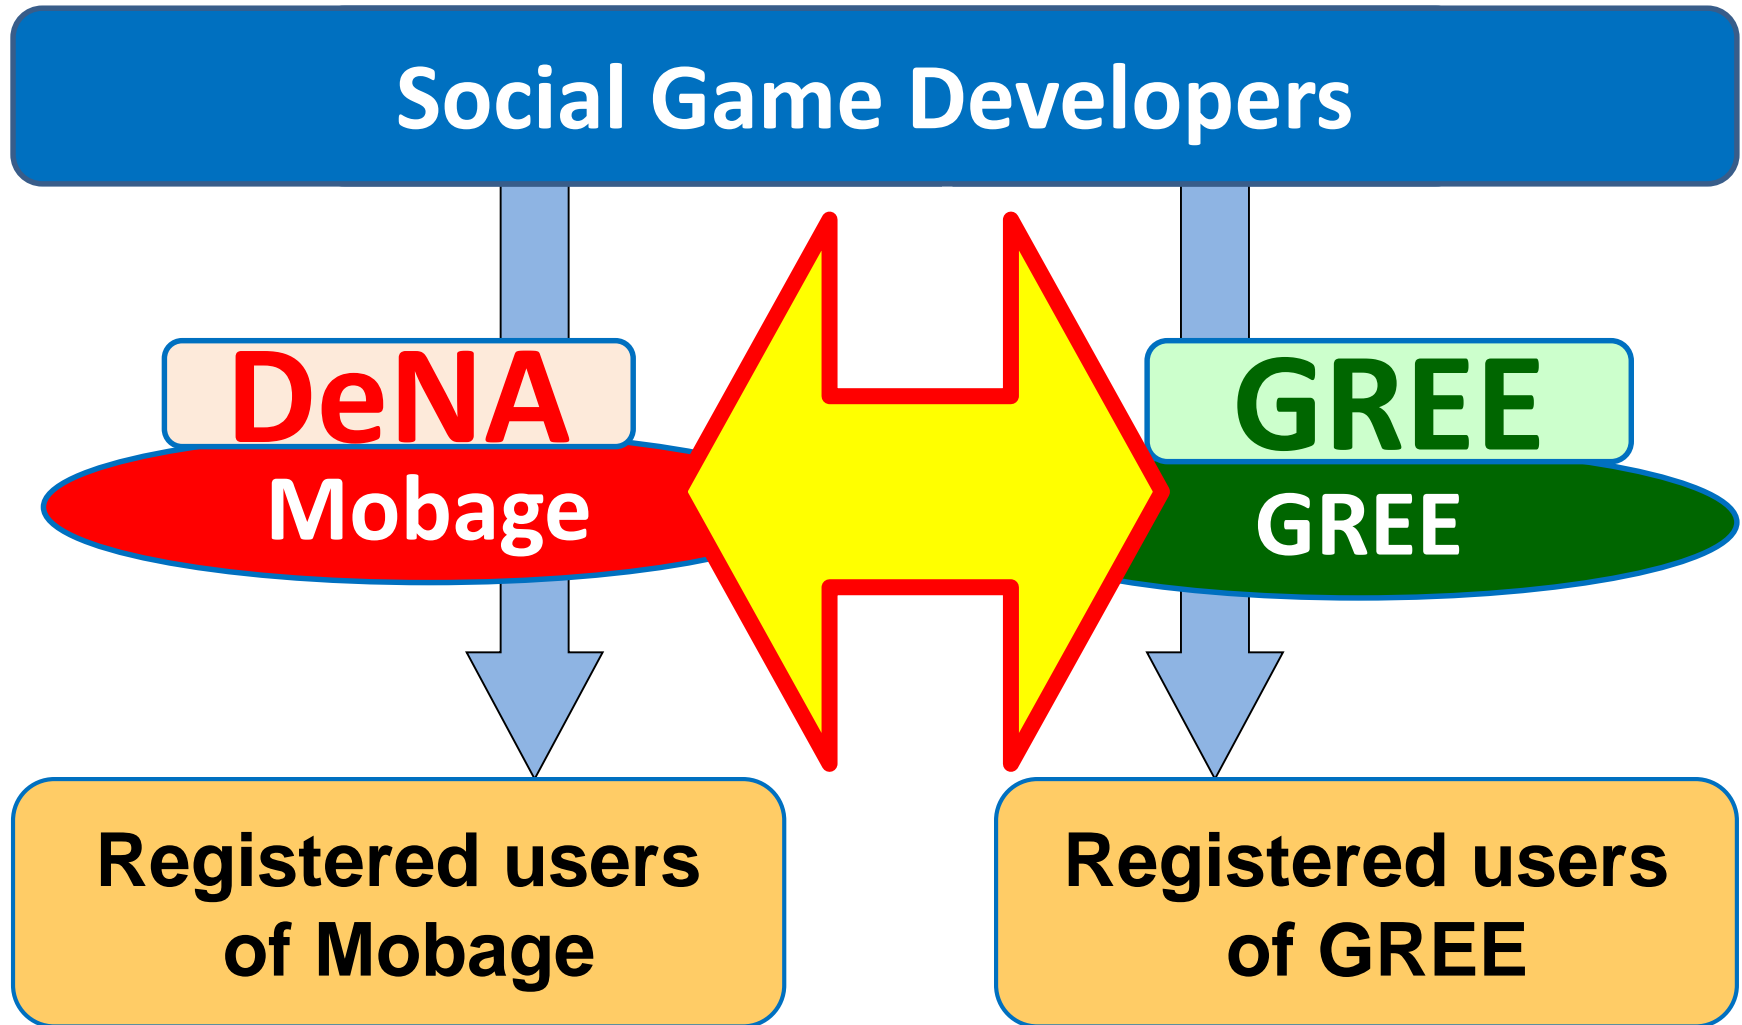 Social Game Developers
DeNA
GREE
Mobage
GREE
Registered users
of Mobage
Registered users
of GREE